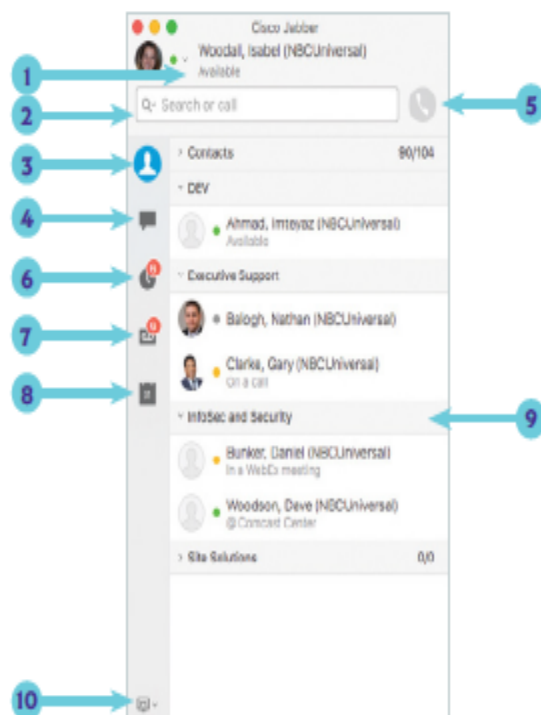 Cisco Jabber
Woodall, Isabel (NBCUniversal)
Available
1
2
Search or call
5
3
Contacts 90/104
DEV
4
Ahmad, Imteyaz (NBCUniversal)
Available
6
Executive Support
7
Balogh, Nathan (NBCUniversal)
8
Clarke, Gary (NBCUniversal)
On a call
9
InfoSec and Security
Bunker, Daniel (NBCUniversal)
In a WebEx meeting
Woodson, Dave (NBCUniversal)
@ Comcast Center
Site Solutions 0/0
10